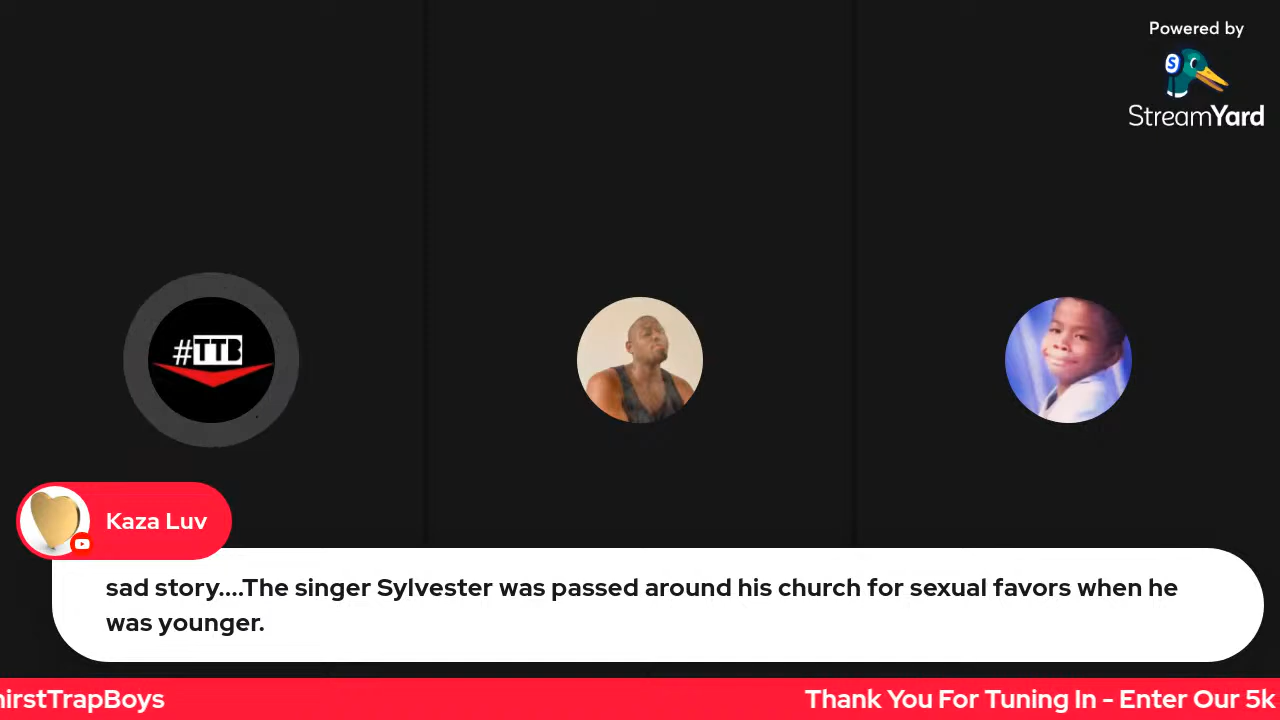 Powered by
S
StreamYard
#TTB
Kaza Luv
sad story....The singer Sylvester was passed around his church for sexual favors when he
was younger.
hirstTrapBoys
Thank You For Tuning In - Enter Our 5k